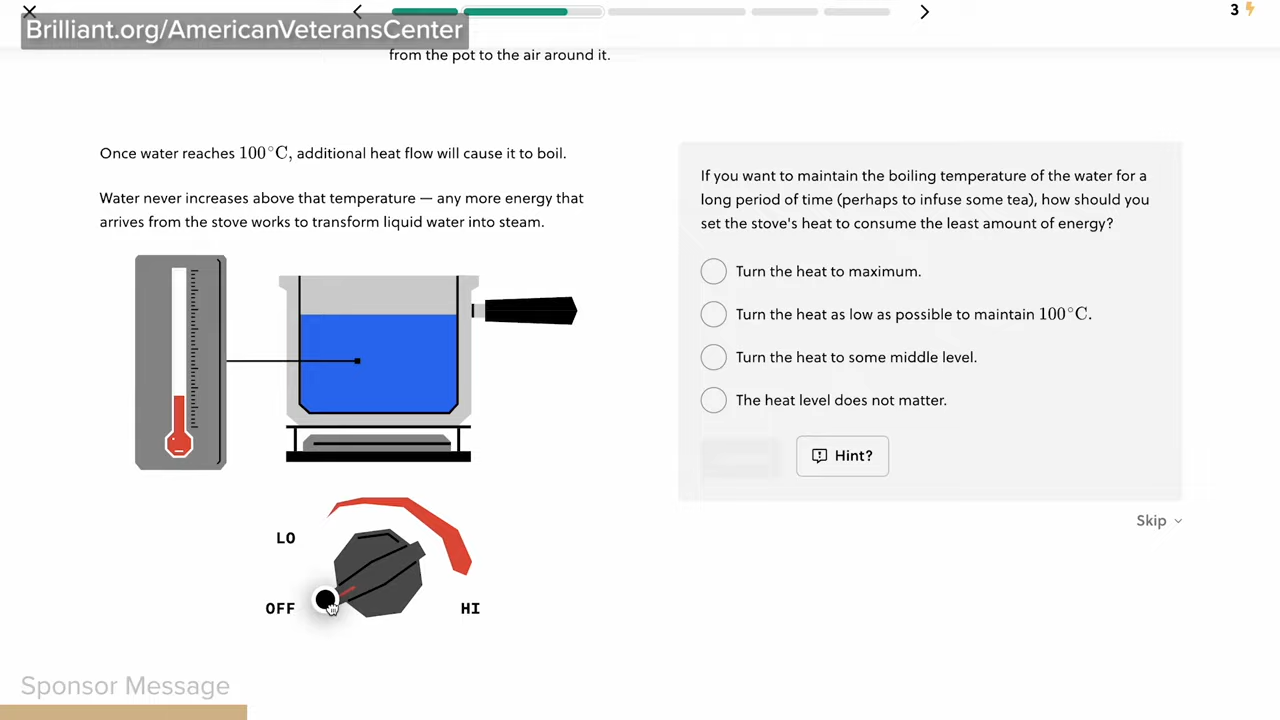 3
Brilliant.org/AmericanVeteransCenter
from the pot to the air around it.
Once water reaches 100°C, additional heat flow will cause it to boil.
Water never increases above that temperature — any more energy that
arrives from the stove works to transform liquid water into steam.
If you want to maintain the boiling temperature of the water for a
long period of time (perhaps to infuse some tea), how should you
set the stove's heat to consume the least amount of energy?
Turn the heat to maximum.
Turn the heat as low as possible to maintain 100°C.
Turn the heat to some middle level.
The heat level does not matter.
Hint?
Skip
LO
OFF
HI
Sponsor Message